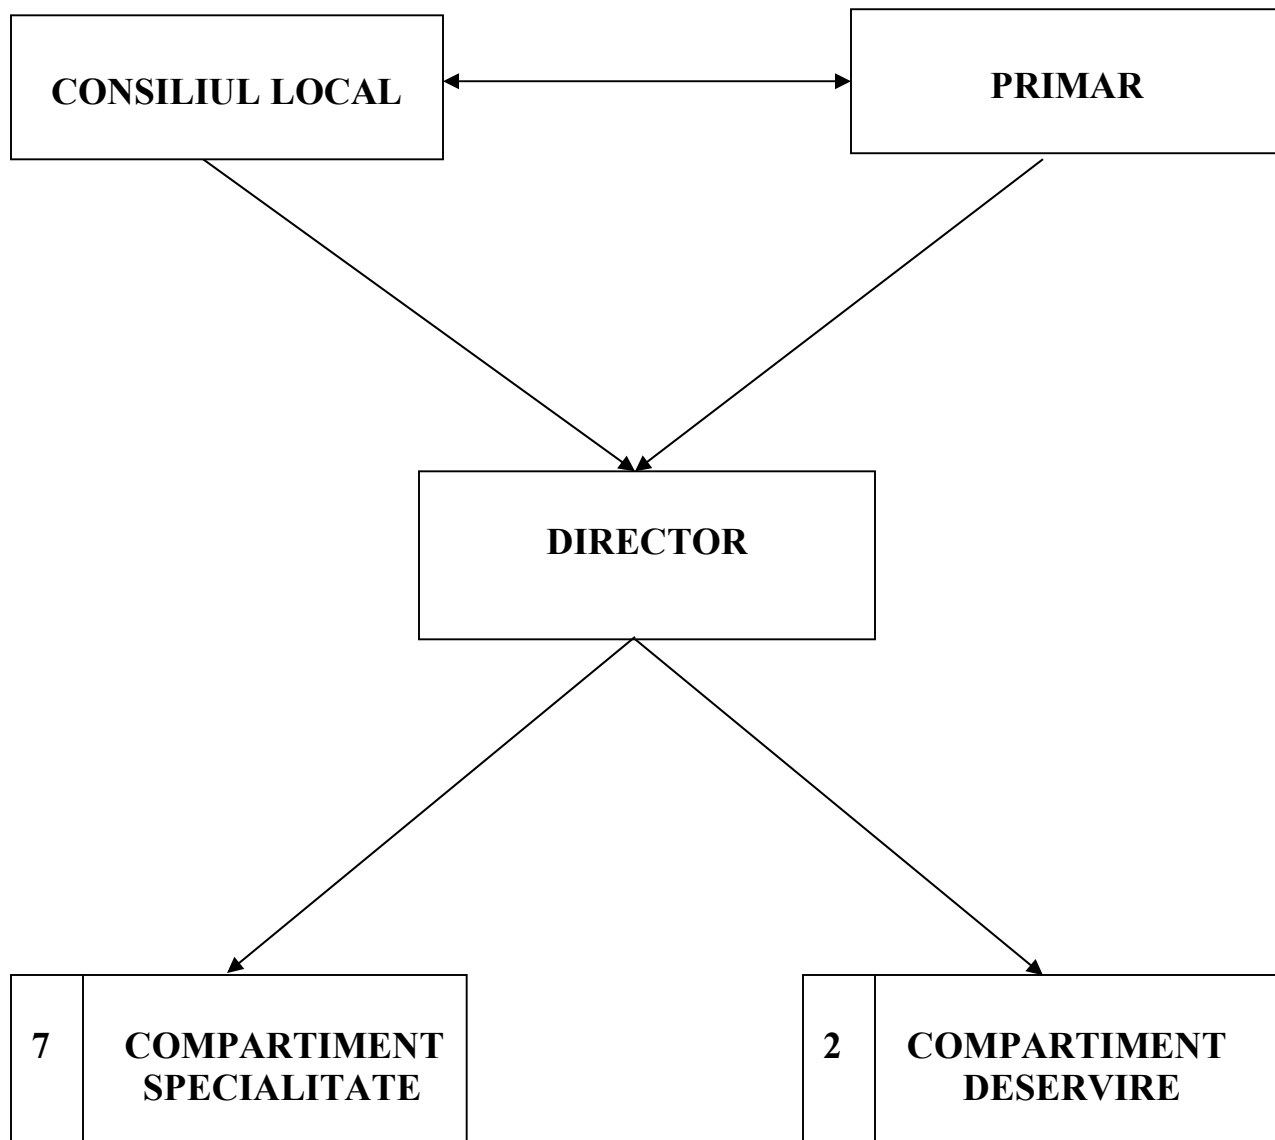 CONSILIUL LOCAL
PRIMAR
DIRECTOR
7
COMPARTIMENT
SPECIALITATE
2
COMPARTIMENT
DESERVIRE